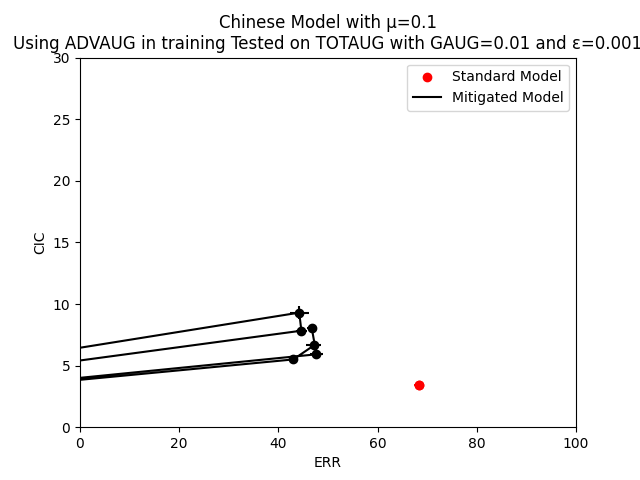 Chinese Model with μ=0.1
Using ADVAUG in training Tested on TOTAUG with GAUG=0.01 and ε=0.001
30
25
20
15
10
5
0
CIC
Standard Model
Mitigated Model
0 20 40 60 80 100
ERR